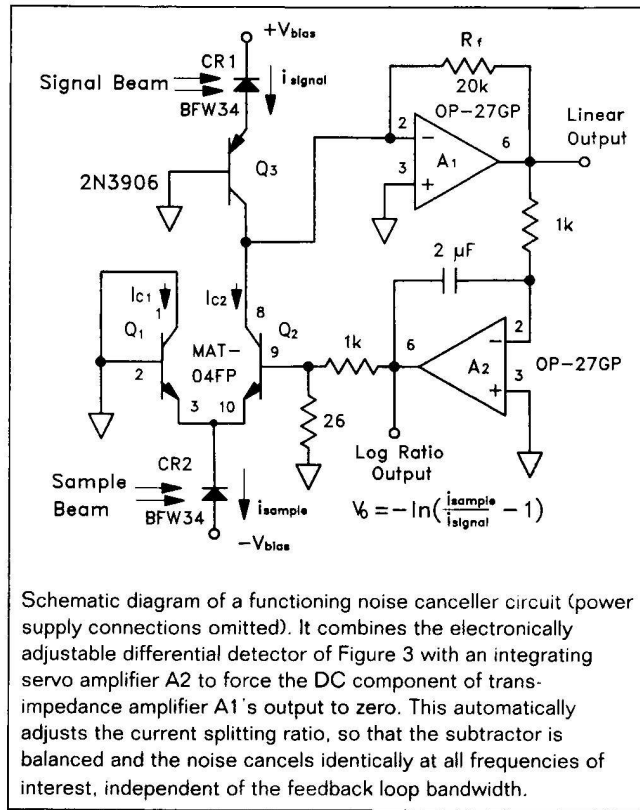 +Vbias
CR1
isignal
Signal Beam
BFW34
Rf
20k
OP-27GP
2
6
A1
3
Linear
Output
2N3906
Q3
1k
2 µF
IC1
IC2
1
8
Q1
Q2
MAT-
04FP
2
9
3
10
1k
6
2
A2
3
OP-27GP
26
Log Ratio
Output
CR2
Sample
Beam
BFW34
isample
-Vbias
Vo = -ln(isample/isignal - 1)
Schematic diagram of a functioning noise canceller circuit (power
supply connections omitted). It combines the electronically
adjustable differential detector of Figure 3 with an integrating
servo amplifier A2 to force the DC component of trans-
impedance amplifier A1's output to zero. This automatically
adjusts the current splitting ratio, so that the subtractor is
balanced and the noise cancels identically at all frequencies of
interest, independent of the feedback loop bandwidth.